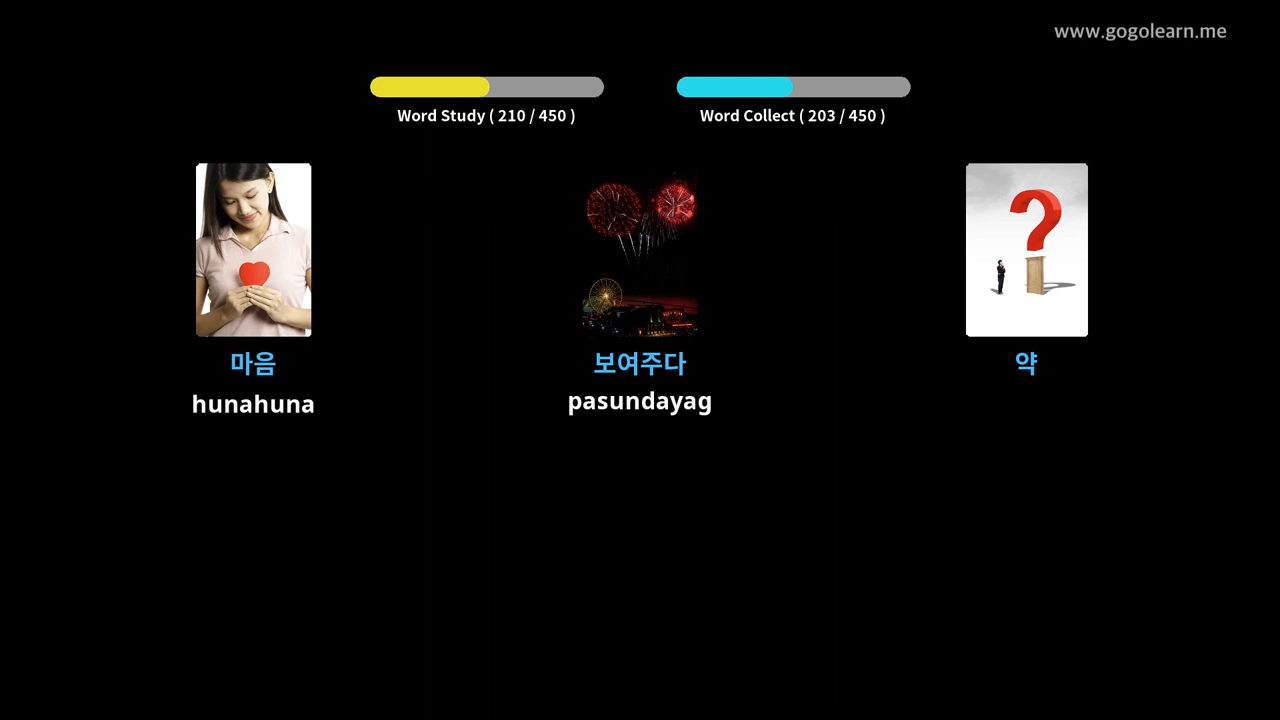 www.gogolearn.me
Word Study ( 210 / 450 )
Word Collect ( 203 / 450 )
마음
보여주다
약
hunahuna
pasundayag